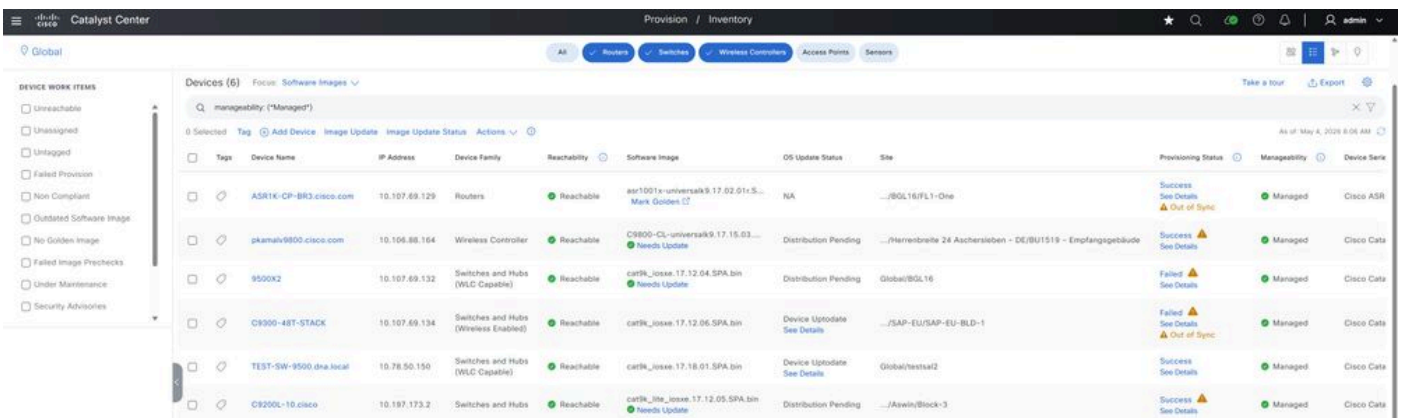 cisco Catalyst Center
Provision / Inventory
admin
Global
All Routers Switches Wireless Controllers Access Points Sensors
DEVICE WORK ITEMS
Unreachable
Unassigned
Untagged
Failed Provision
Non Compliant
Outdated Software Image
No Golden Image
Failed Image Prechecks
Under Maintenance
Security Advisories
Devices (6) Focus: Software Images
Take a tour Export
manageability: ("Managed")
0 Selected Tag Add Device Image Update Image Update Status Actions
As of: May 4, 2026 8:06 AM
Tags Device Name IP Address Device Family Reachability Software Image OS Update Status Site Provisioning Status Manageability Device Serie
ASR1K-CP-BR3.cisco.com 10.107.69.129 Routers Reachable asr1001x-universalk9.17.02.01r.S... NA .../BGL16/FL1-One Success Managed Cisco ASR
Mark Golden See Details
Out of Sync
pkamalv9800.cisco.com 10.106.88.164 Wireless Controller Reachable C9800-CL-universalk9.17.15.03.... Distribution Pending .../Herrenbreite 24 Aschersleben - DE/BU1519 - Empfangsgebäude Success Managed Cisco Cata
Needs Update See Details
9500X2 10.107.69.132 Switches and Hubs Reachable cat9k_iosxe.17.12.04.SPA.bin Distribution Pending Global/BGL16 Failed Managed Cisco Cata
(WLC Capable) Needs Update See Details
C9300-48T-STACK 10.107.69.134 Switches and Hubs Reachable cat9k_iosxe.17.12.06.SPA.bin Device Uptodate .../SAP-EU/SAP-EU-BLD-1 Failed Managed Cisco Cata
(Wireless Enabled) See Details See Details
Out of Sync
TEST-SW-9500.dna.local 10.78.50.150 Switches and Hubs Reachable cat9k_iosxe.17.18.01.SPA.bin Device Uptodate Global/testsal2 Success Managed Cisco Cata
(WLC Capable) See Details See Details
C9200L-10.cisco 10.197.173.2 Switches and Hubs Reachable cat9k_lite_iosxe.17.12.05.SPA.bin Distribution Pending .../Aswin/Block-3 Success Managed Cisco Cata
Needs Update See Details